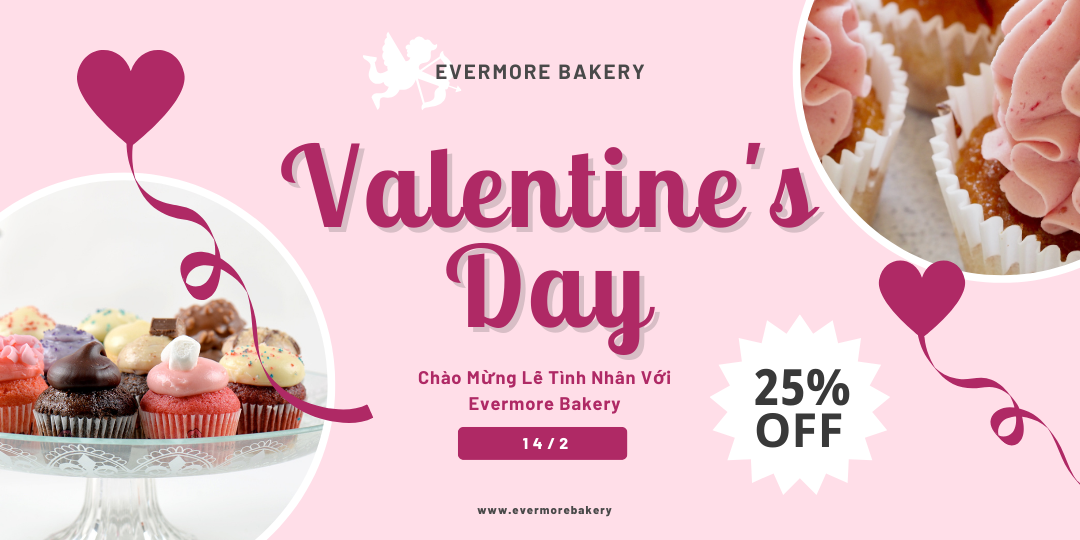 EVERMORE BAKERY
Valentine's
Day
Chào Mừng Lễ Tình Nhân Với
Evermore Bakery
14/2
25%
OFF
www.evermorebakery